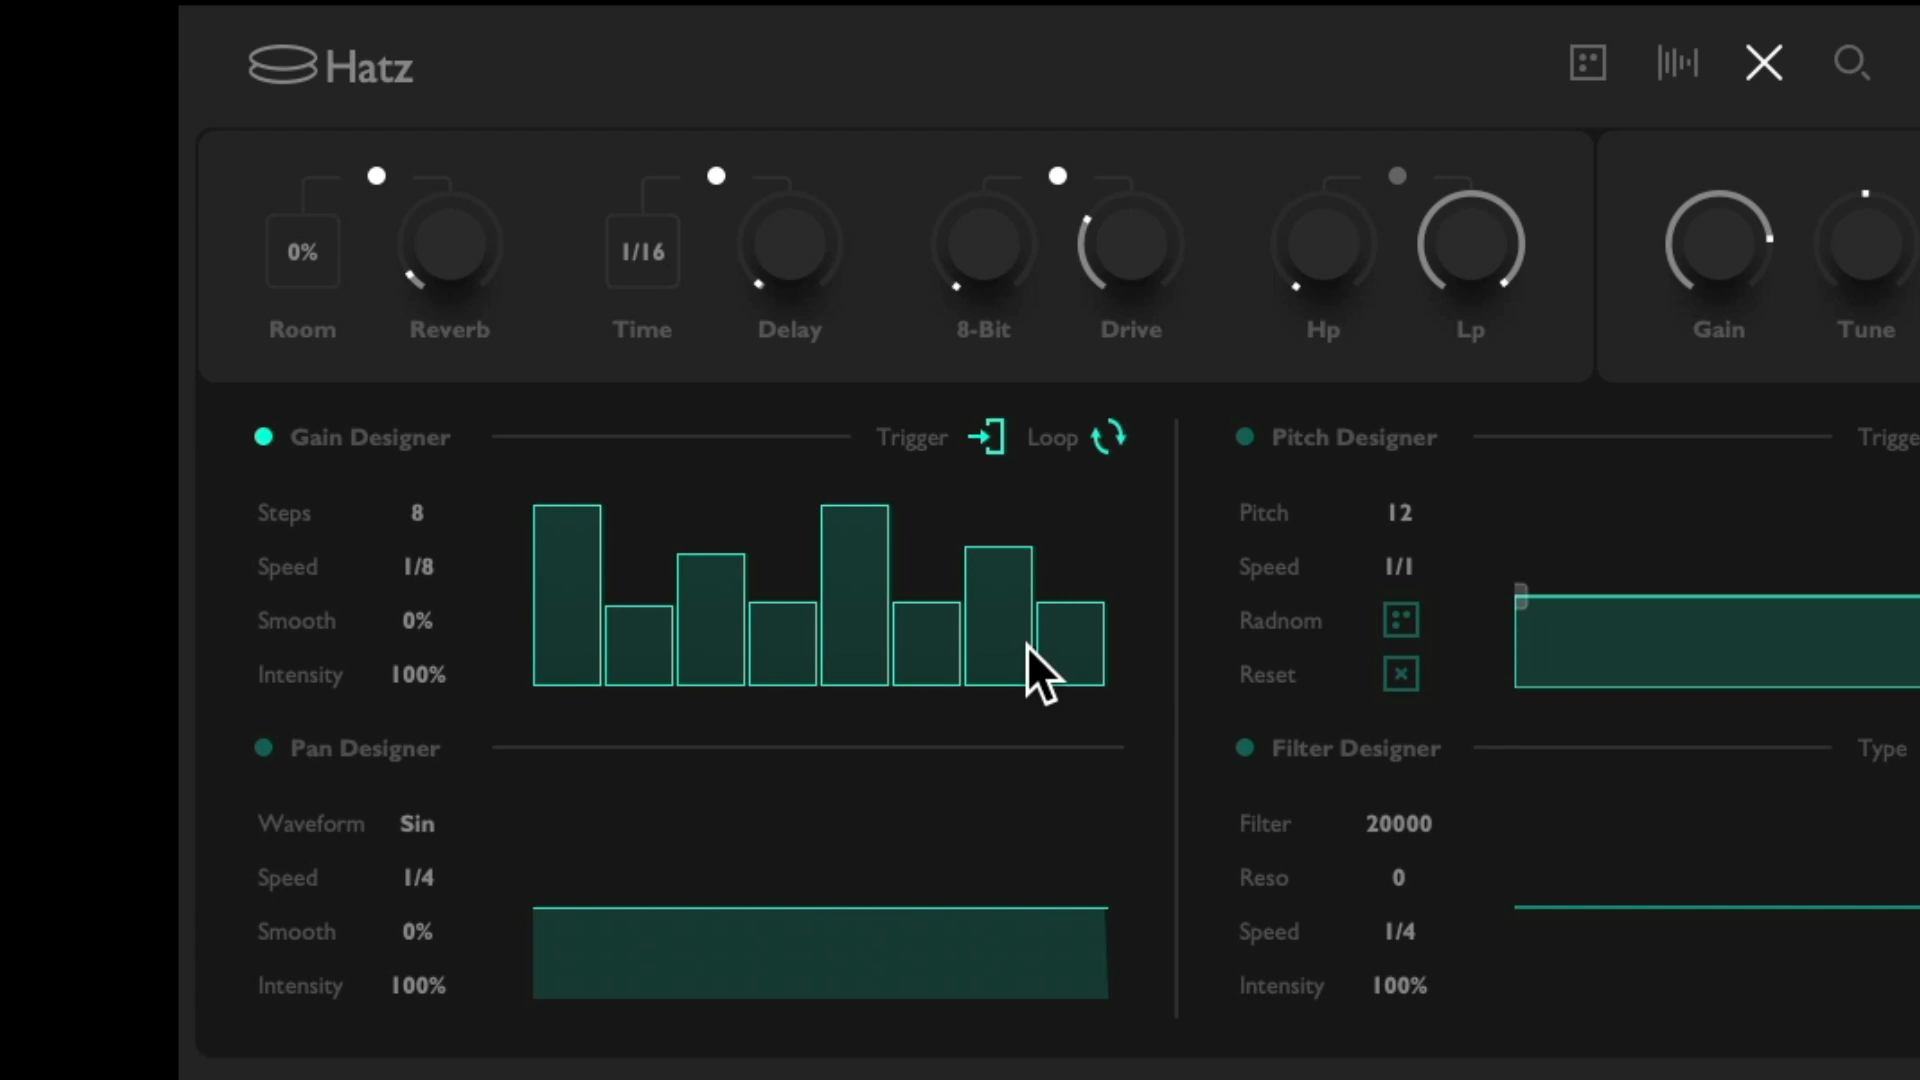 Hatz
0% 1/16
Room Reverb Time Delay 8-Bit Drive Hp Lp Gain Tune
Gain Designer Trigger Loop
Steps 8
Speed 1/8
Smooth 0%
Intensity 100%
Pitch Designer Trigge
Pitch 12
Speed 1/1
Radnom
Reset
Pan Designer
Waveform Sin
Speed 1/4
Smooth 0%
Intensity 100%
Filter Designer Type
Filter 20000
Reso 0
Speed 1/4
Intensity 100%